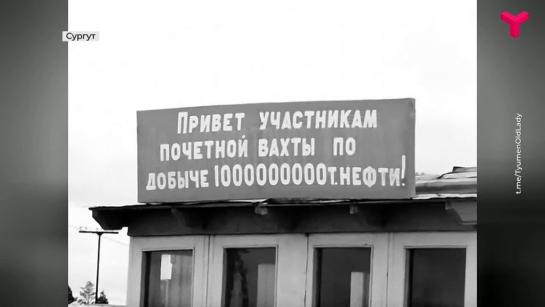 Сургут
ПРИВЕТ УЧАСТНИКАМ
ПОЧЕТНОЙ ВАХТЫ ПО
ДОБЫЧЕ 1000000000Т.НЕФТИ!
t.me/TyumenOldLady